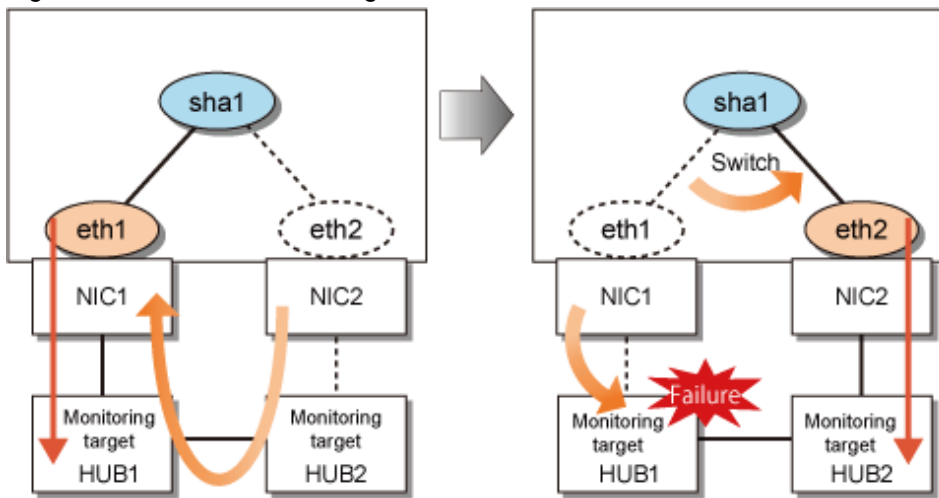 sha1
eth1
eth2
NIC1
NIC2
Monitoring
target
HUB1
Monitoring
target
HUB2
sha1
Switch
eth1
eth2
NIC1
NIC2
Failure
Monitoring
target
HUB1
Monitoring
target
HUB2